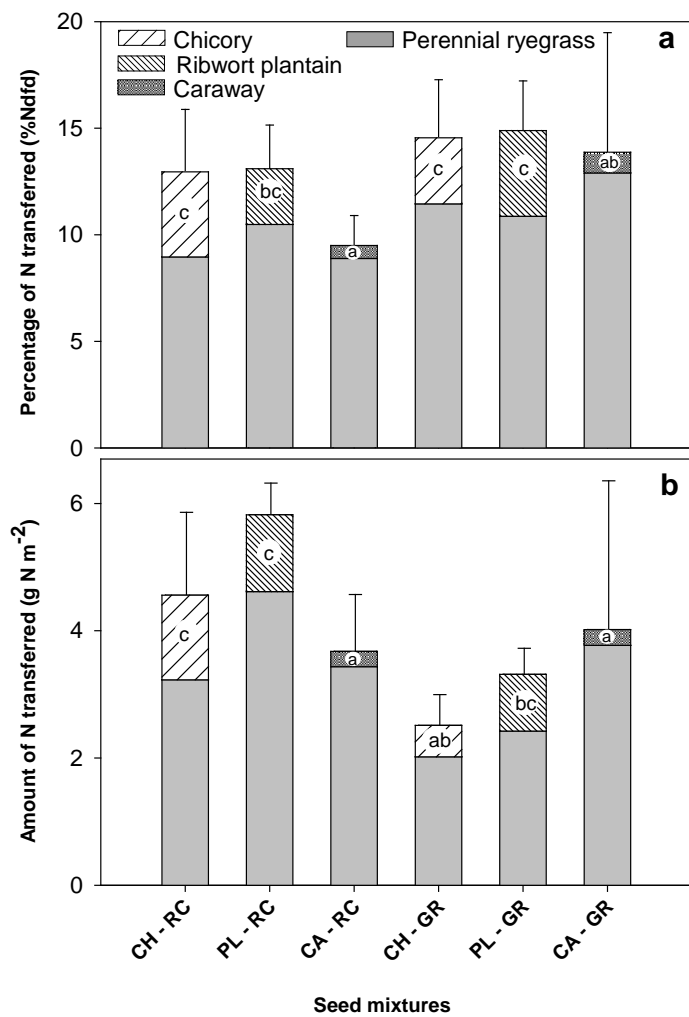 20
a
Chicory
Perennial ryegrass
Ribwort plantain
Caraway
15
c
bc
c
c
ab
10
a
5
0
Percentage of N transferred (%Ndfd)
b
6
c
c
4
a
a
bc
ab
2
0
Amount of N transferred (g N m-2)
CH - RC
PL - RC
CA - RC
CH - GR
PL - GR
CA - GR
Seed mixtures